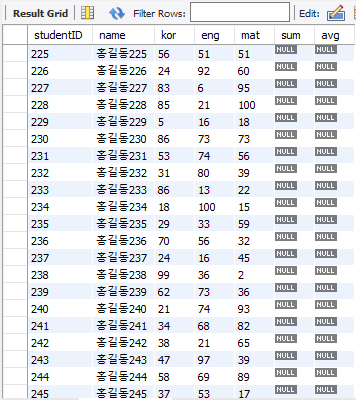 Result Grid Filter Rows: Edit:
studentID name kor eng mat sum avg
225 홍길동225 56 51 51 NULL NULL
226 홍길동226 24 92 60 NULL NULL
227 홍길동227 83 6 95 NULL NULL
228 홍길동228 85 21 100 NULL NULL
229 홍길동229 5 16 18 NULL NULL
230 홍길동230 86 73 73 NULL NULL
231 홍길동231 53 74 56 NULL NULL
232 홍길동232 31 80 39 NULL NULL
233 홍길동233 86 13 22 NULL NULL
234 홍길동234 18 100 15 NULL NULL
235 홍길동235 29 33 59 NULL NULL
236 홍길동236 70 56 32 NULL NULL
237 홍길동237 24 16 45 NULL NULL
238 홍길동238 99 36 2 NULL NULL
239 홍길동239 62 73 36 NULL NULL
240 홍길동240 21 74 93 NULL NULL
241 홍길동241 34 68 82 NULL NULL
242 홍길동242 38 21 65 NULL NULL
243 홍길동243 47 97 39 NULL NULL
244 홍길동244 58 69 89 NULL NULL
245 홍길동245 37 53 17 NULL NULL